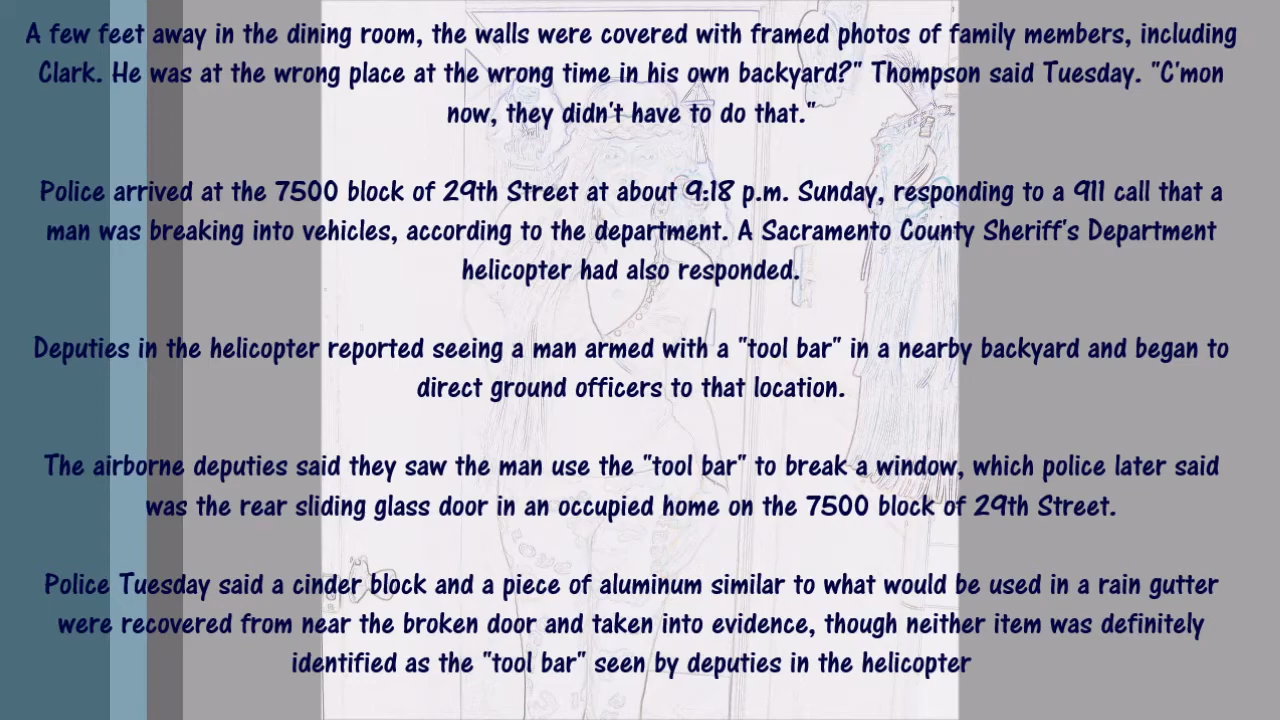 A few feet away in the dining room, the walls were covered with framed photos of family members, including
Clark. He was at the wrong place at the wrong time in his own backyard?" Thompson said Tuesday. "C'mon
now, they didn't have to do that."
Police arrived at the 7500 block of 29th Street at about 9:18 p.m. Sunday, responding to a 911 call that a
man was breaking into vehicles, according to the department. A Sacramento County Sheriff's Department
helicopter had also responded.
Deputies in the helicopter reported seeing a man armed with a "tool bar" in a nearby backyard and began to
direct ground officers to that location.
The airborne deputies said they saw the man use the "tool bar" to break a window, which police later said
was the rear sliding glass door in an occupied home on the 7500 block of 29th Street.
Police Tuesday said a cinder block and a piece of aluminum similar to what would be used in a rain gutter
were recovered from near the broken door and taken into evidence, though neither item was definitely
identified as the "tool bar" seen by deputies in the helicopter